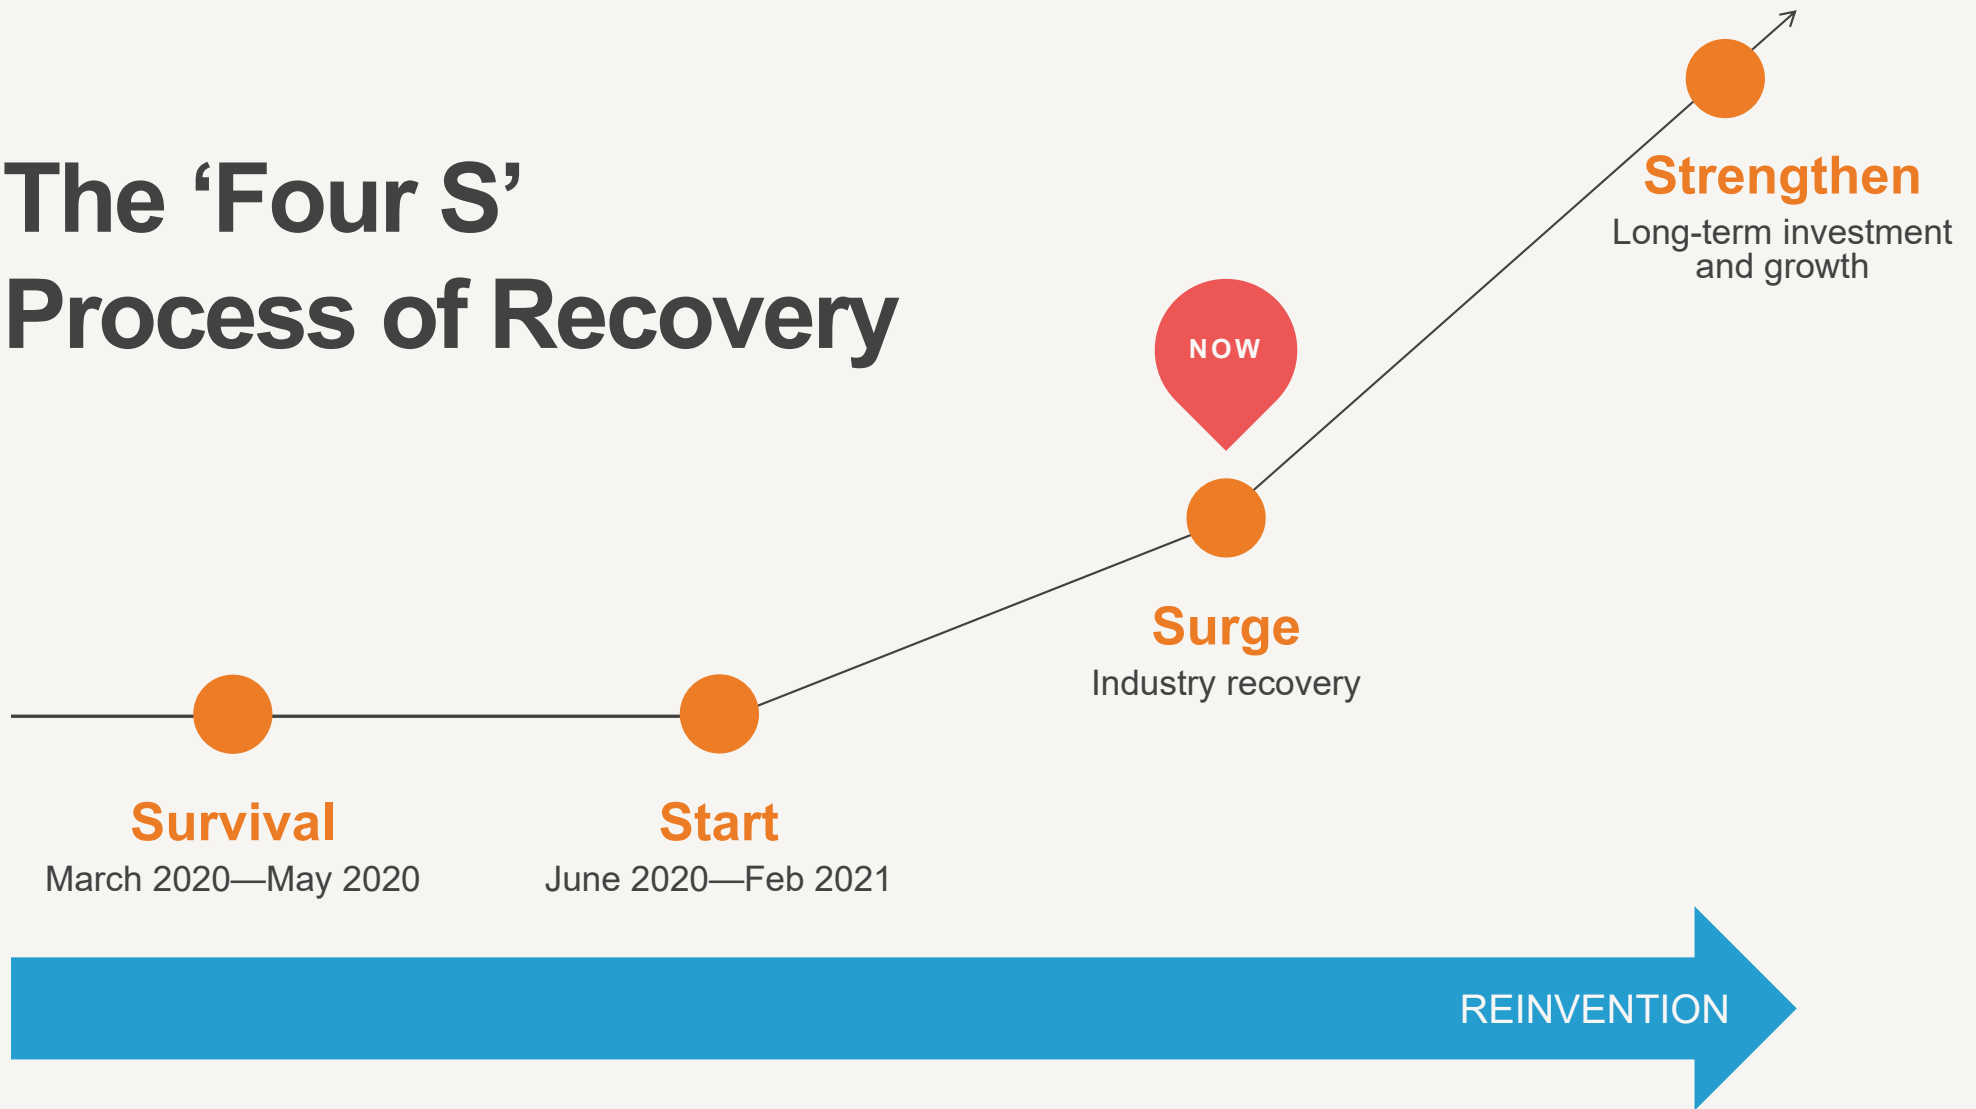 The ‘Four S’
Process of Recovery
Strengthen
Long-term investment
and growth
NOW
Surge
Industry recovery
Survival
March 2020—May 2020
Start
June 2020—Feb 2021
REINVENTION